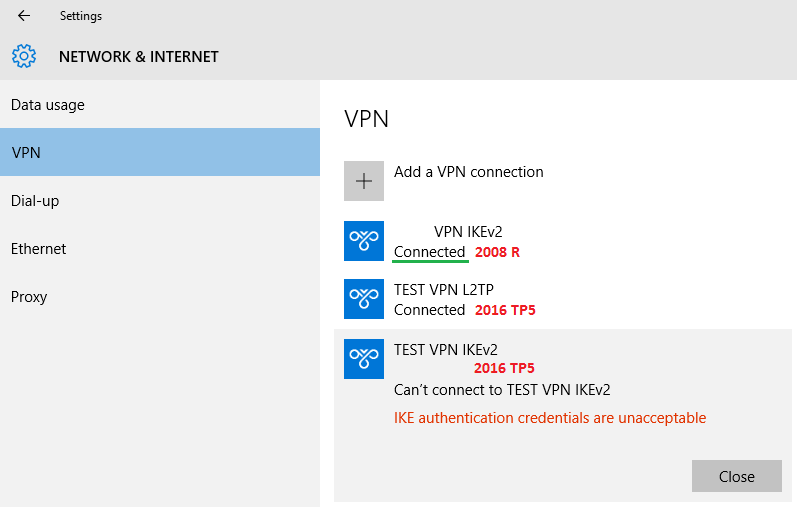 Settings
NETWORK & INTERNET
Data usage
VPN
Dial-up
Ethernet
Proxy
VPN
Add a VPN connection
VPN IKEv2
Connected 2008 R
TEST VPN L2TP
Connected 2016 TP5
TEST VPN IKEv2
2016 TP5
Can't connect to TEST VPN IKEv2
IKE authentication credentials are unacceptable
Close